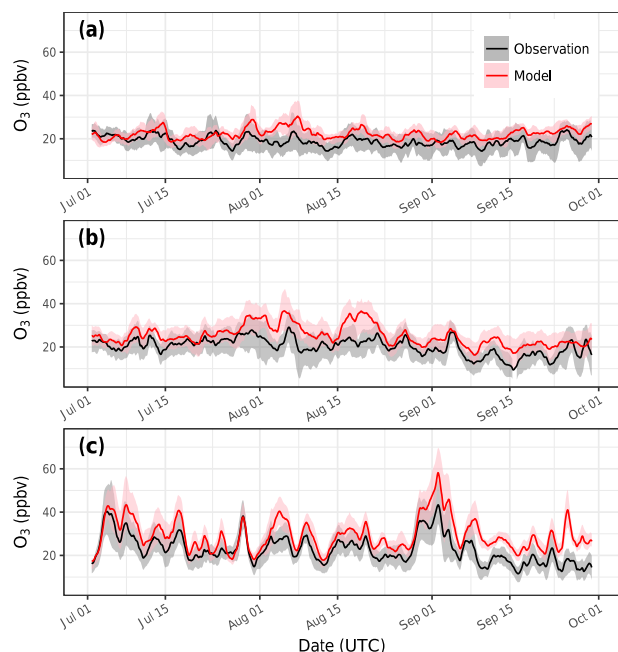 (a)
60
40
20
O₃ (ppbv)
Observation
Model
Jul 01
Jul 15
Aug 01
Aug 15
Sep 01
Sep 15
Oct 01
(b)
60
40
20
O₃ (ppbv)
Jul 01
Jul 15
Aug 01
Aug 15
Sep 01
Sep 15
Oct 01
(c)
60
40
20
O₃ (ppbv)
Jul 01
Jul 15
Aug 01
Aug 15
Sep 01
Sep 15
Oct 01
Date (UTC)